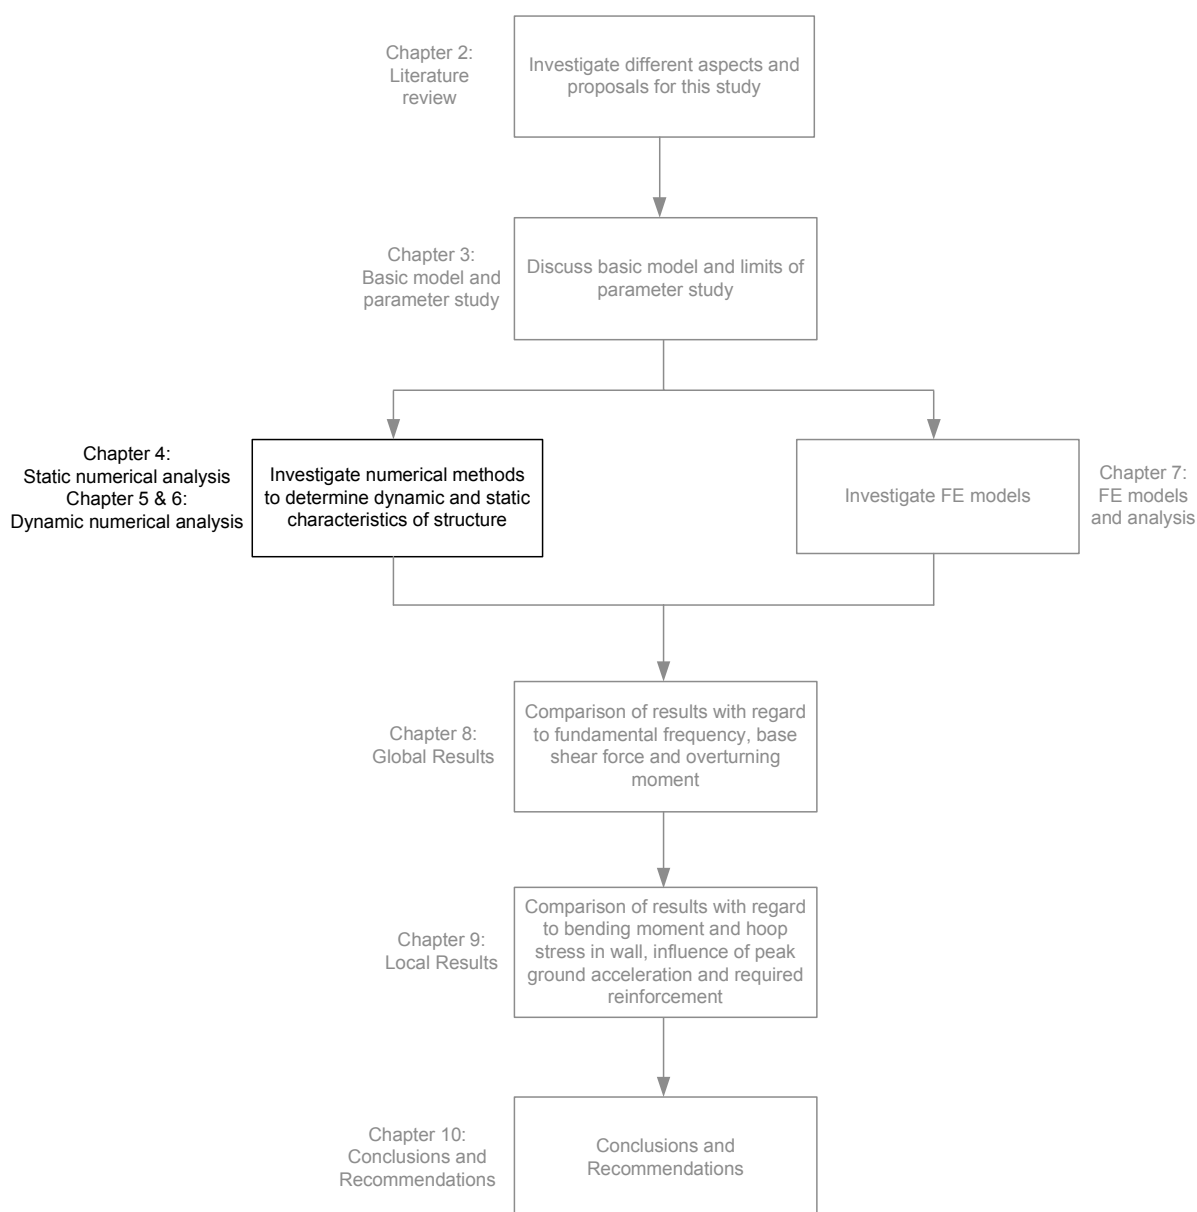 Chapter 2:
Literature
review
Investigate different aspects and
proposals for this study
Chapter 3:
Basic model and
parameter study
Discuss basic model and limits of
parameter study
Chapter 4:
Static numerical analysis
Chapter 5 & 6:
Dynamic numerical analysis
Investigate numerical methods
to determine dynamic and static
characteristics of structure
Investigate FE models
Chapter 7:
FE models
and analysis
Chapter 8:
Global Results
Comparison of results with regard
to fundamental frequency, base
shear force and overturning
moment
Chapter 9:
Local Results
Comparison of results with regard
to bending moment and hoop
stress in wall, influence of peak
ground acceleration and required
reinforcement
Chapter 10:
Conclusions and
Recommendations
Conclusions and
Recommendations